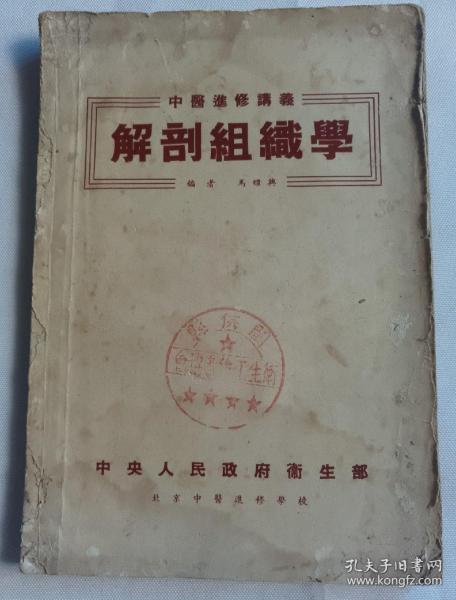 中醫進修講義
解剖組織學
編者 馬繼興
中央人民政府衞生部
北京中醫進修學校
孔夫子旧书网
www.kongfz.com